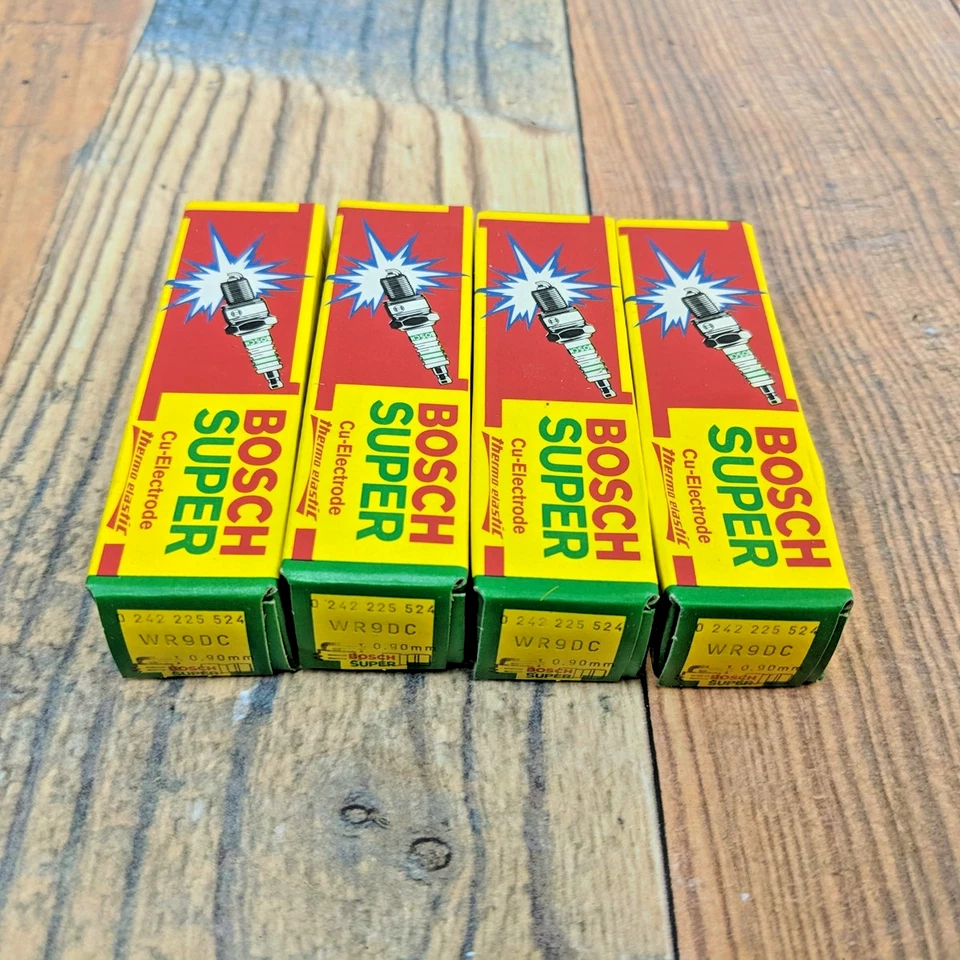 BOSCH
SUPER
Cu-Electrode
thermo elastic
BOSCH
SUPER
Cu-Electrode
thermo elastic
BOSCH
SUPER
Cu-Electrode
thermo elastic
BOSCH
SUPER
Cu-Electrode
thermo elastic
0 242 225 524
WR9DC
0.90mm
BOSCH
SUPER
0 242 225 524
WR9DC
0.90mm
BOSCH
SUPER
0 242 225 524
WR9DC
0.90mm
BOSCH
SUPER
0 242 225 524
WR9DC
0.90mm
BOSCH
SUPER